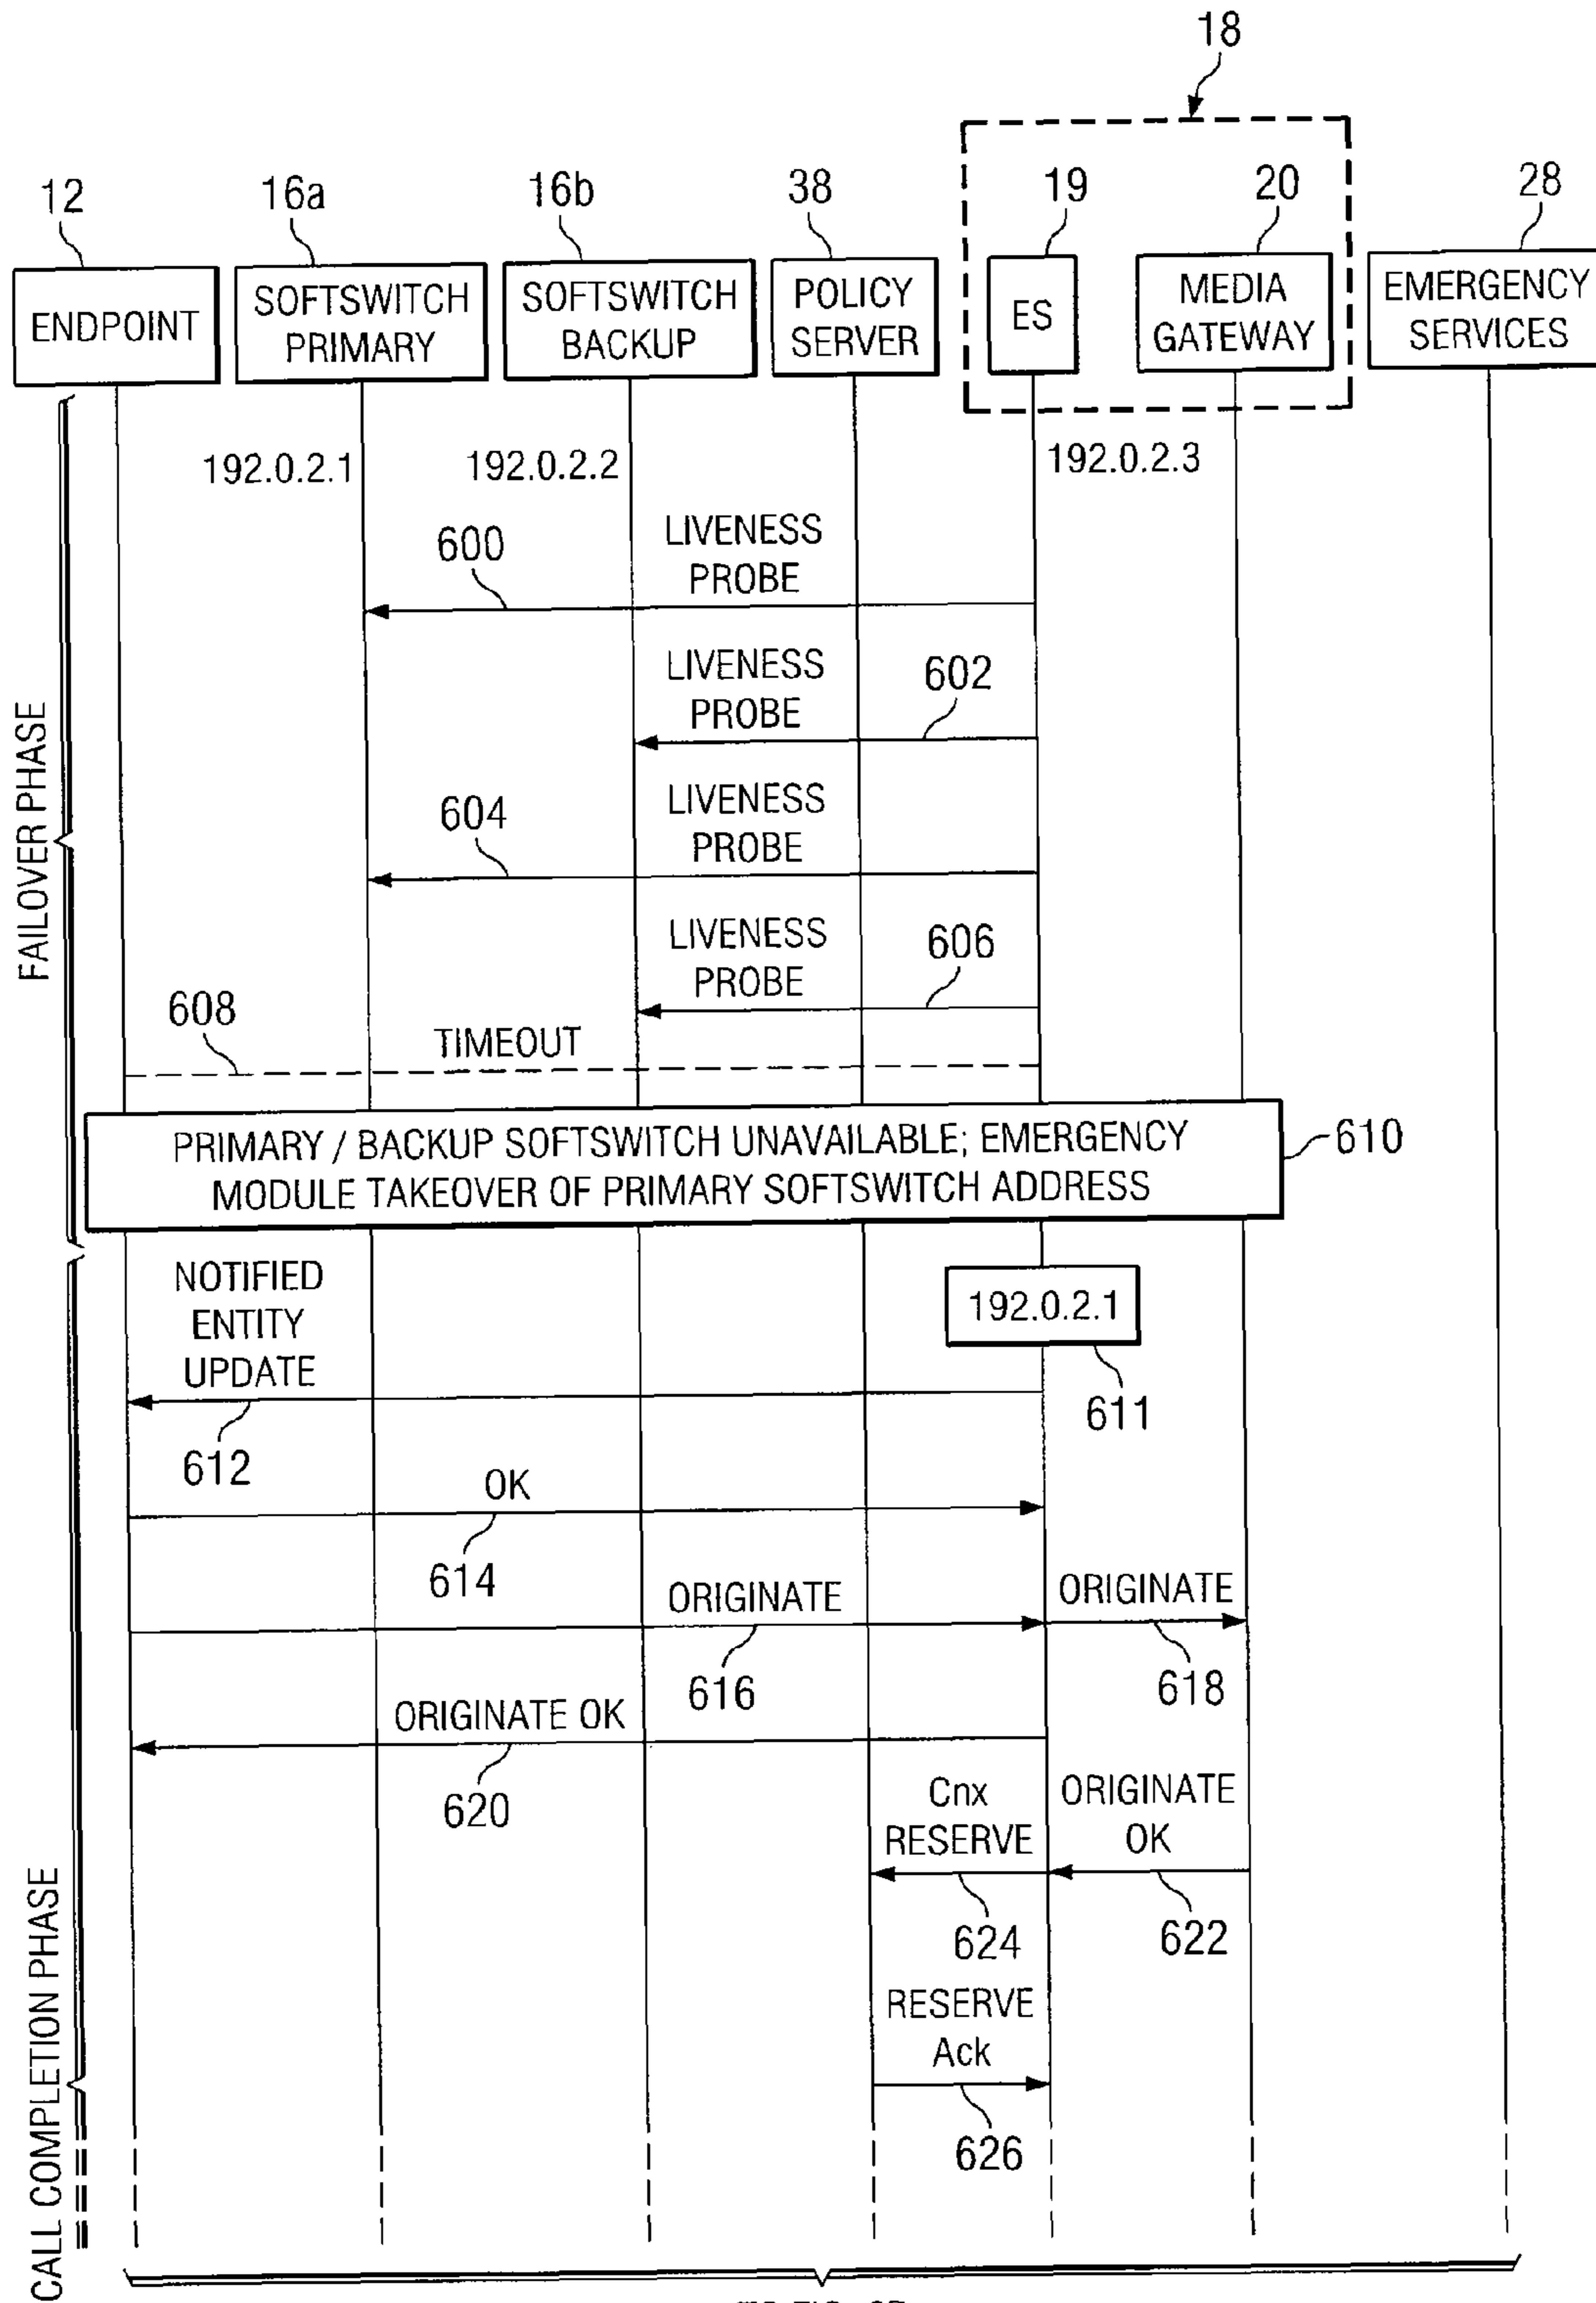 18
12
16a
16b
38
19
20
28
ENDPOINT
SOFTSWITCH
PRIMARY
SOFTSWITCH
BACKUP
POLICY
SERVER
ES
MEDIA
GATEWAY
EMERGENCY
SERVICES
192.0.2.1
192.0.2.2
192.0.2.3
FAILOVER PHASE
600
LIVENESS
PROBE
LIVENESS
PROBE
602
604
LIVENESS
PROBE
LIVENESS
PROBE
606
608
TIMEOUT
PRIMARY / BACKUP SOFTSWITCH UNAVAILABLE; EMERGENCY
MODULE TAKEOVER OF PRIMARY SOFTSWITCH ADDRESS
610
CALL COMPLETION PHASE
NOTIFIED
ENTITY
UPDATE
192.0.2.1
611
612
OK
614
ORIGINATE
ORIGINATE
616
618
ORIGINATE OK
620
Cnx
RESERVE
ORIGINATE
OK
624
622
RESERVE
Ack
626